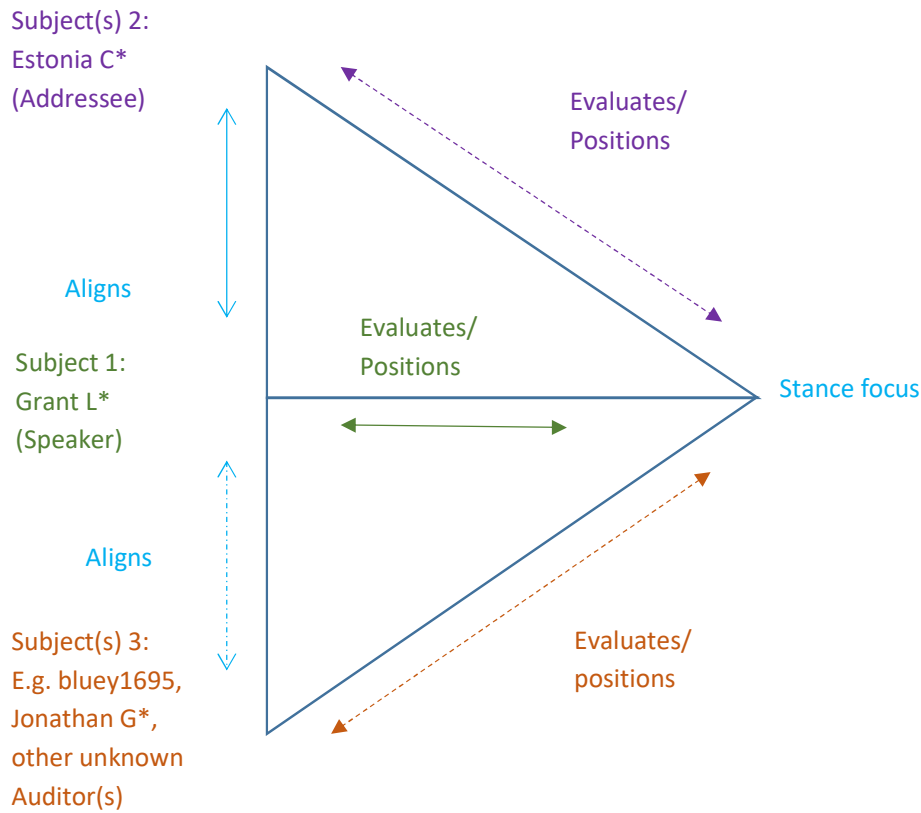 Subject(s) 2:
Estonia C*
(Addressee)
Evaluates/
Positions
Aligns
Evaluates/
Positions
Subject 1:
Grant L*
(Speaker)
Stance focus
Aligns
Subject(s) 3:
E.g. bluey1695,
Jonathan G*,
other unknown
Auditor(s)
Evaluates/
positions